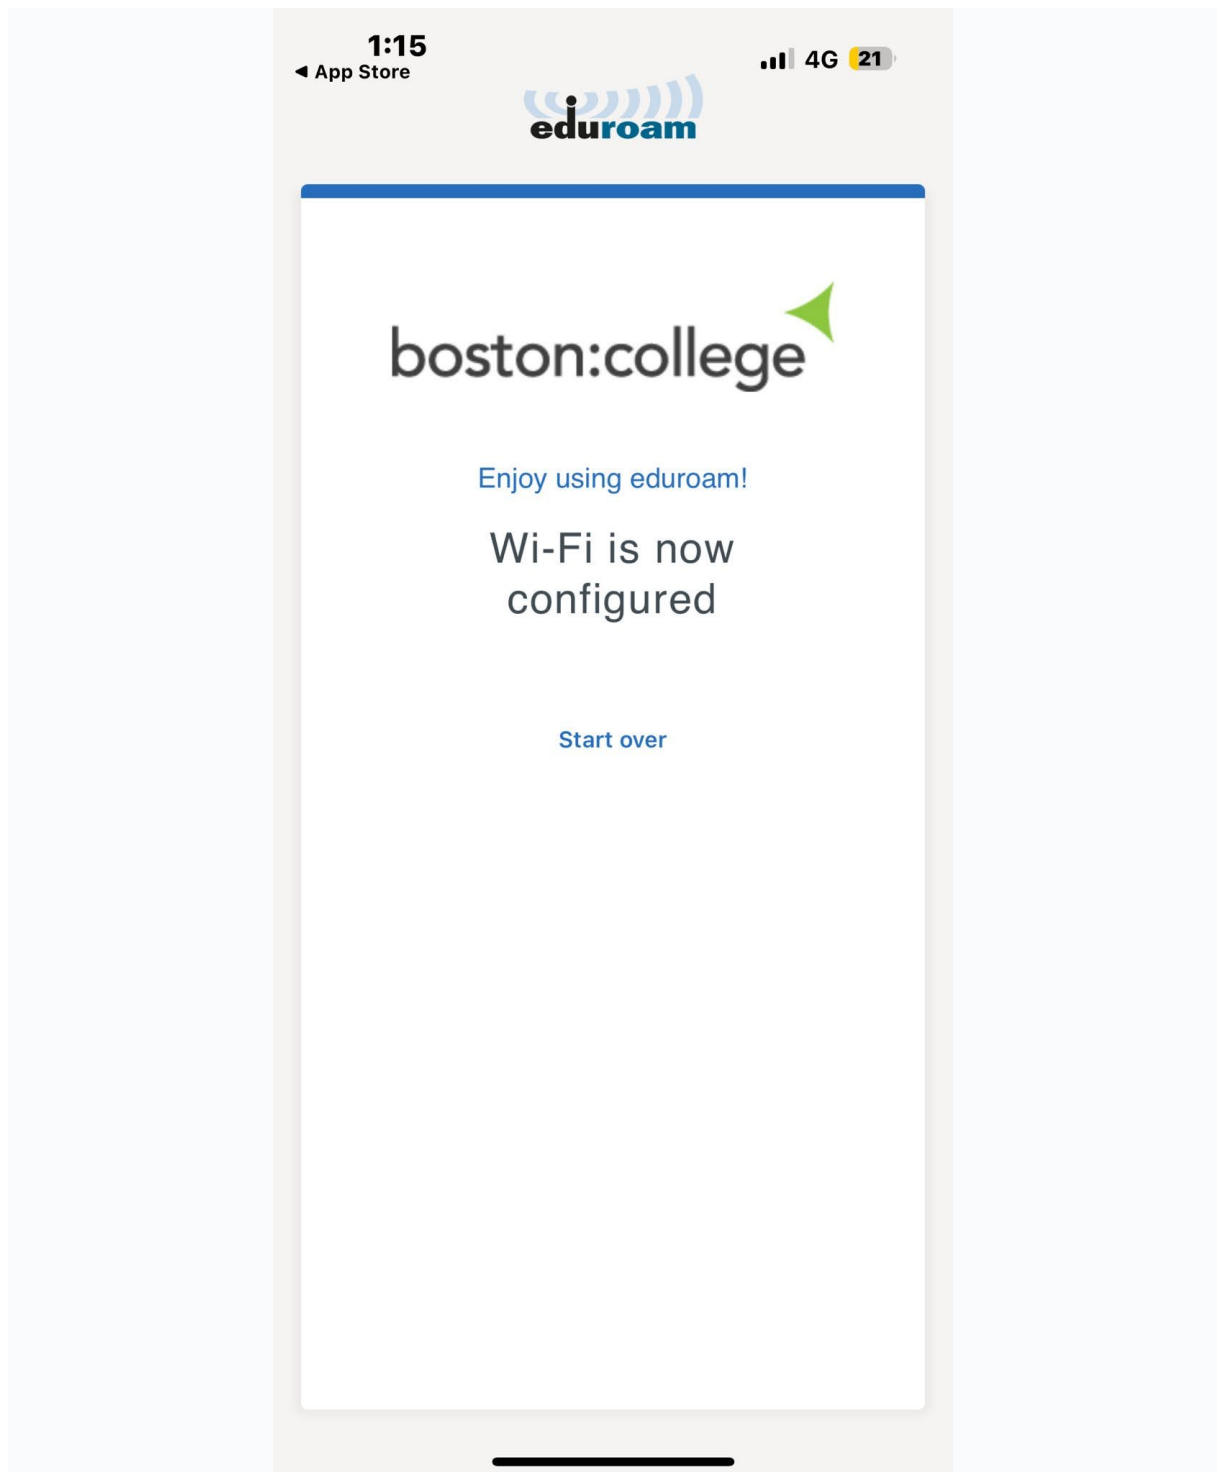 1:15
◀ App Store
4G 21
eduroam
boston:college
Enjoy using eduroam!
Wi-Fi is now
configured
Start over